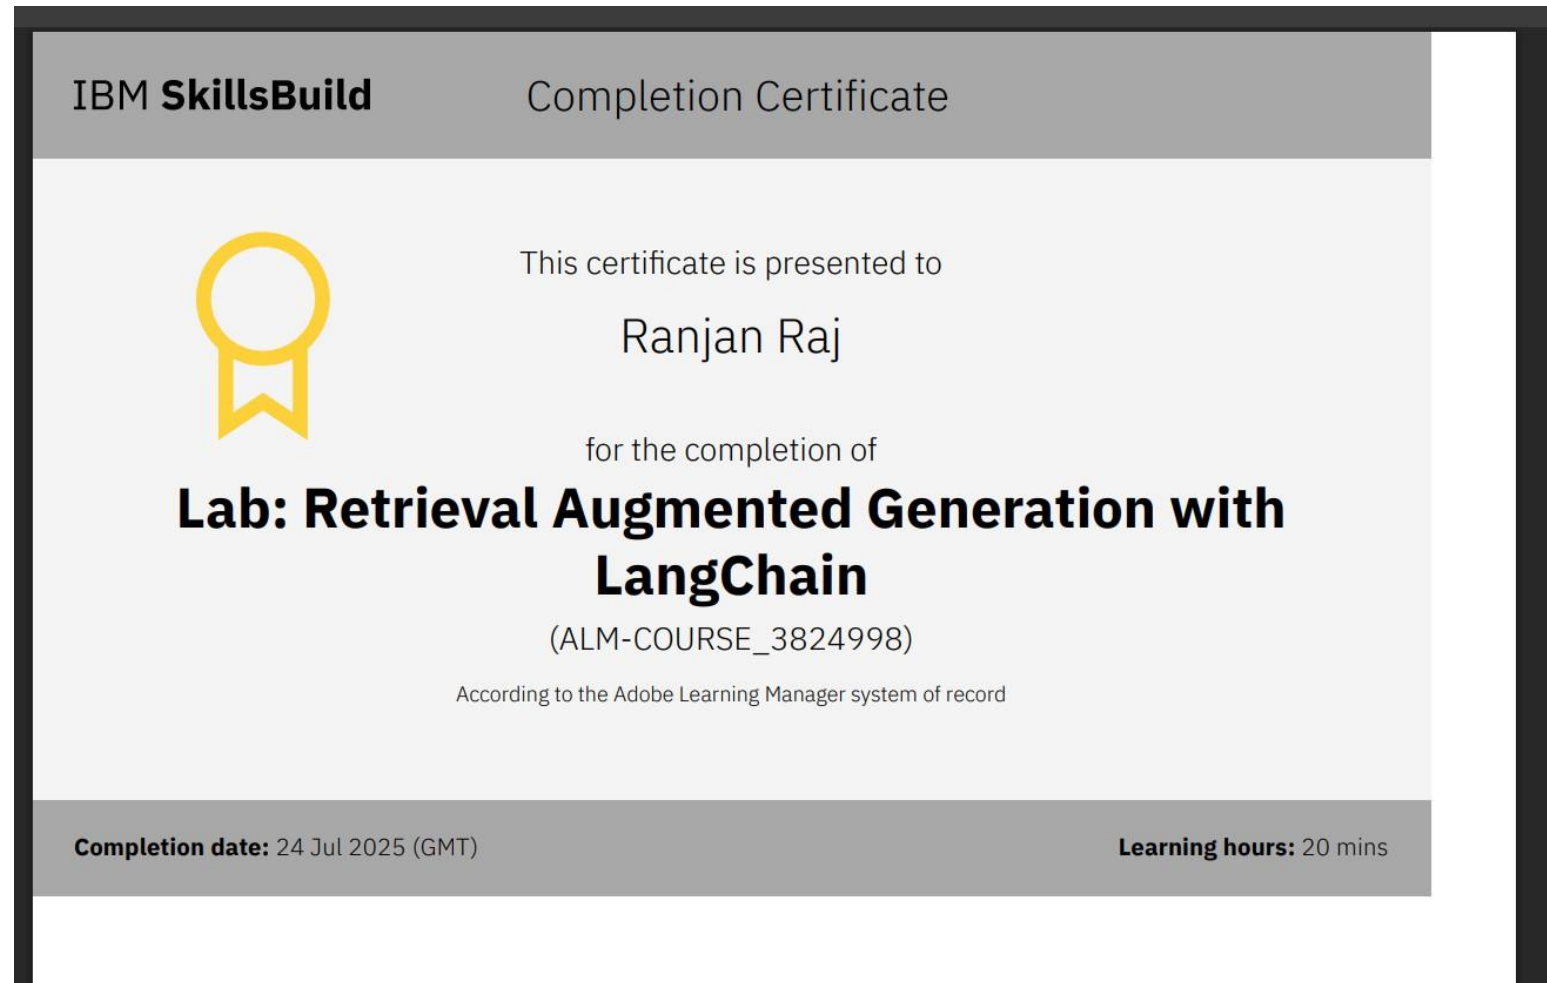 IBM SkillsBuild
Completion Certificate
This certificate is presented to
Ranjan Raj
for the completion of
Lab: Retrieval Augmented Generation with
LangChain
(ALM-COURSE_3824998)
According to the Adobe Learning Manager system of record
Completion date: 24 Jul 2025 (GMT)
Learning hours: 20 mins